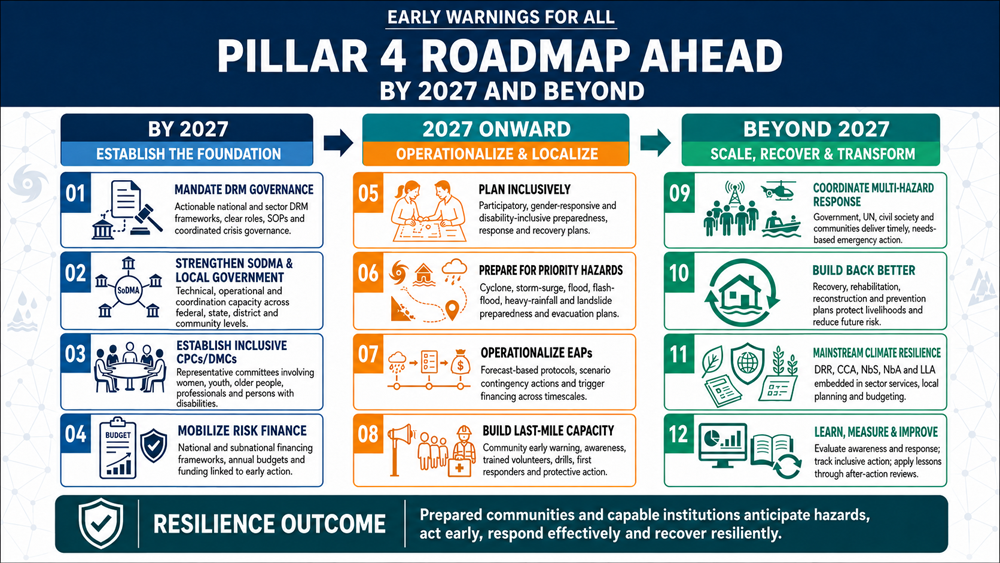 EARLY WARNINGS FOR ALL
PILLAR 4 ROADMAP AHEAD
BY 2027 AND BEYOND
BY 2027
ESTABLISH THE FOUNDATION
01
MANDATE DRM GOVERNANCE
Actionable national and sector DRM
frameworks, clear roles, SOPs and
coordinated crisis governance.
02
SoDMA
STRENGTHEN SODMA &
LOCAL GOVERNMENT
Technical, operational and
coordination capacity across
federal, state, district and
community levels.
03
ESTABLISH INCLUSIVE
CPCs/DMCs
Representative committees involving
women, youth, older people,
professionals and persons with
disabilities.
04
BUDGET
MOBILIZE RISK FINANCE
National and subnational financing
frameworks, annual budgets and
funding linked to early action.
2027 ONWARD
OPERATIONALIZE & LOCALIZE
05
PLAN INCLUSIVELY
Participatory, gender-responsive and
disability-inclusive preparedness,
response and recovery plans.
06
PREPARE FOR PRIORITY HAZARDS
Cyclone, storm-surge, flood, flash-
flood, heavy-rainfall and landslide
preparedness and evacuation plans.
07
$
OPERATIONALIZE EAPs
Forecast-based protocols, scenario
contingency actions and trigger
financing across timescales.
08
BUILD LAST-MILE CAPACITY
Community early warning, awareness,
trained volunteers, drills, first
responders and protective action.
BEYOND 2027
SCALE, RECOVER & TRANSFORM
09
COORDINATE MULTI-HAZARD
RESPONSE
Government, UN, civil society and
communities deliver timely, needs-
based emergency action.
10
BUILD BACK BETTER
Recovery, rehabilitation,
reconstruction and prevention
plans protect livelihoods and
reduce future risk.
11
MAINSTREAM CLIMATE RESILIENCE
DRR, CCA, NbS, NbA and LLA
embedded in sector services, local
planning and budgeting.
12
LEARN, MEASURE & IMPROVE
Evaluate awareness and response;
track inclusive action; apply lessons
through after-action reviews.
RESILIENCE OUTCOME
Prepared communities and capable institutions anticipate hazards,
act early, respond effectively and recover resiliently.